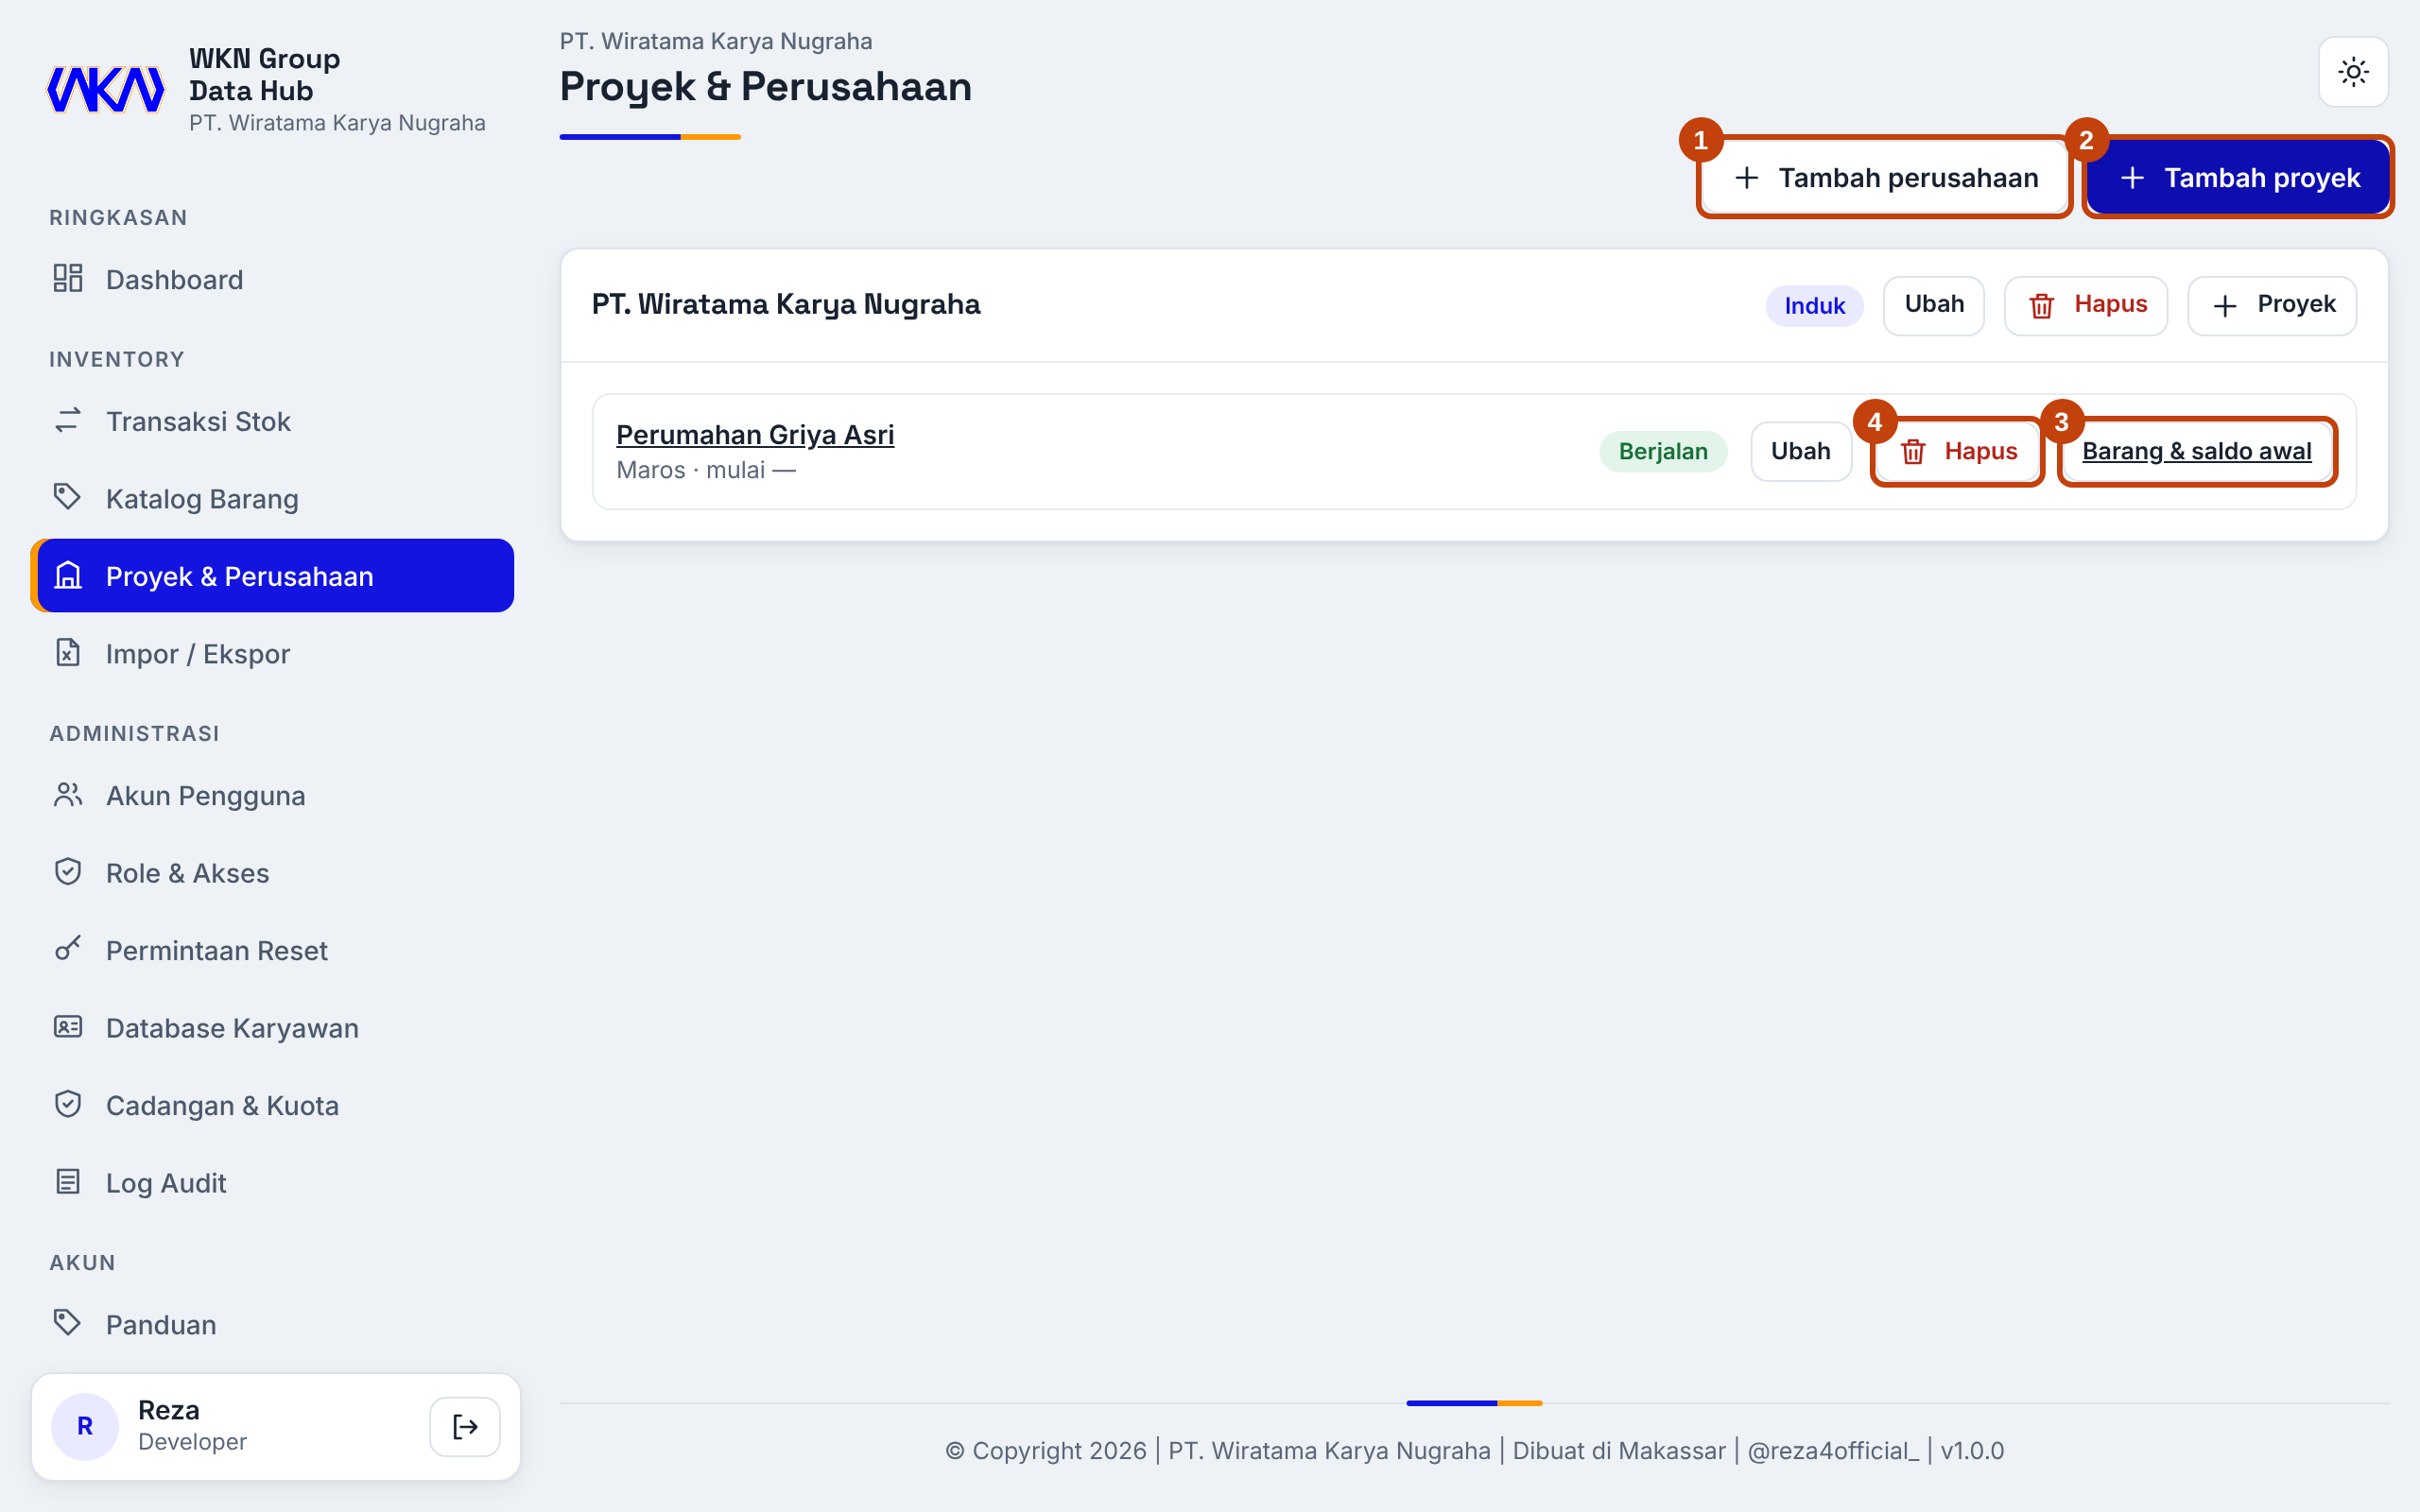 WKN
WKN Group
Data Hub
PT. Wiratama Karya Nugraha
RINGKASAN
Dashboard
INVENTORY
Transaksi Stok
Katalog Barang
Proyek & Perusahaan
Impor / Ekspor
ADMINISTRASI
Akun Pengguna
Role & Akses
Permintaan Reset
Database Karyawan
Cadangan & Kuota
Log Audit
AKUN
Panduan
R
Reza
Developer
PT. Wiratama Karya Nugraha
Proyek & Perusahaan
1
Tambah perusahaan
2
Tambah proyek
PT. Wiratama Karya Nugraha
Induk
Ubah
Hapus
Proyek
Perumahan Griya Asri
Maros · mulai —
Berjalan
Ubah
4
Hapus
3
Barang & saldo awal
© Copyright 2026 | PT. Wiratama Karya Nugraha | Dibuat di Makassar | @reza4official_ | v1.0.0